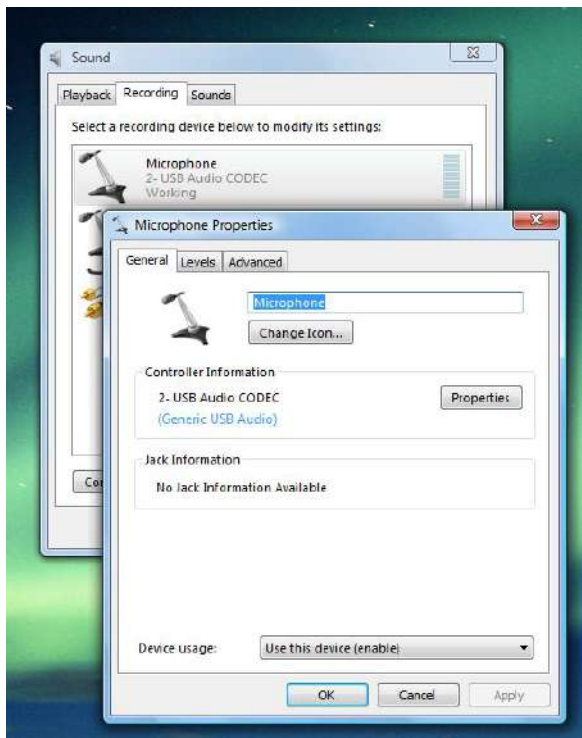 Sound
Playback Recording Sounds
Select a recording device below to modify its settings:
Microphone
2- USB Audio CODEC
Working
Microphone Properties
General Levels Advanced
Microphone
Change Icon...
Controller Information
2- USB Audio CODEC
Properties
(Generic USB Audio)
Jack Information
No Jack Information Available
Device usage:
Use this device (enable)
OK Cancel Apply